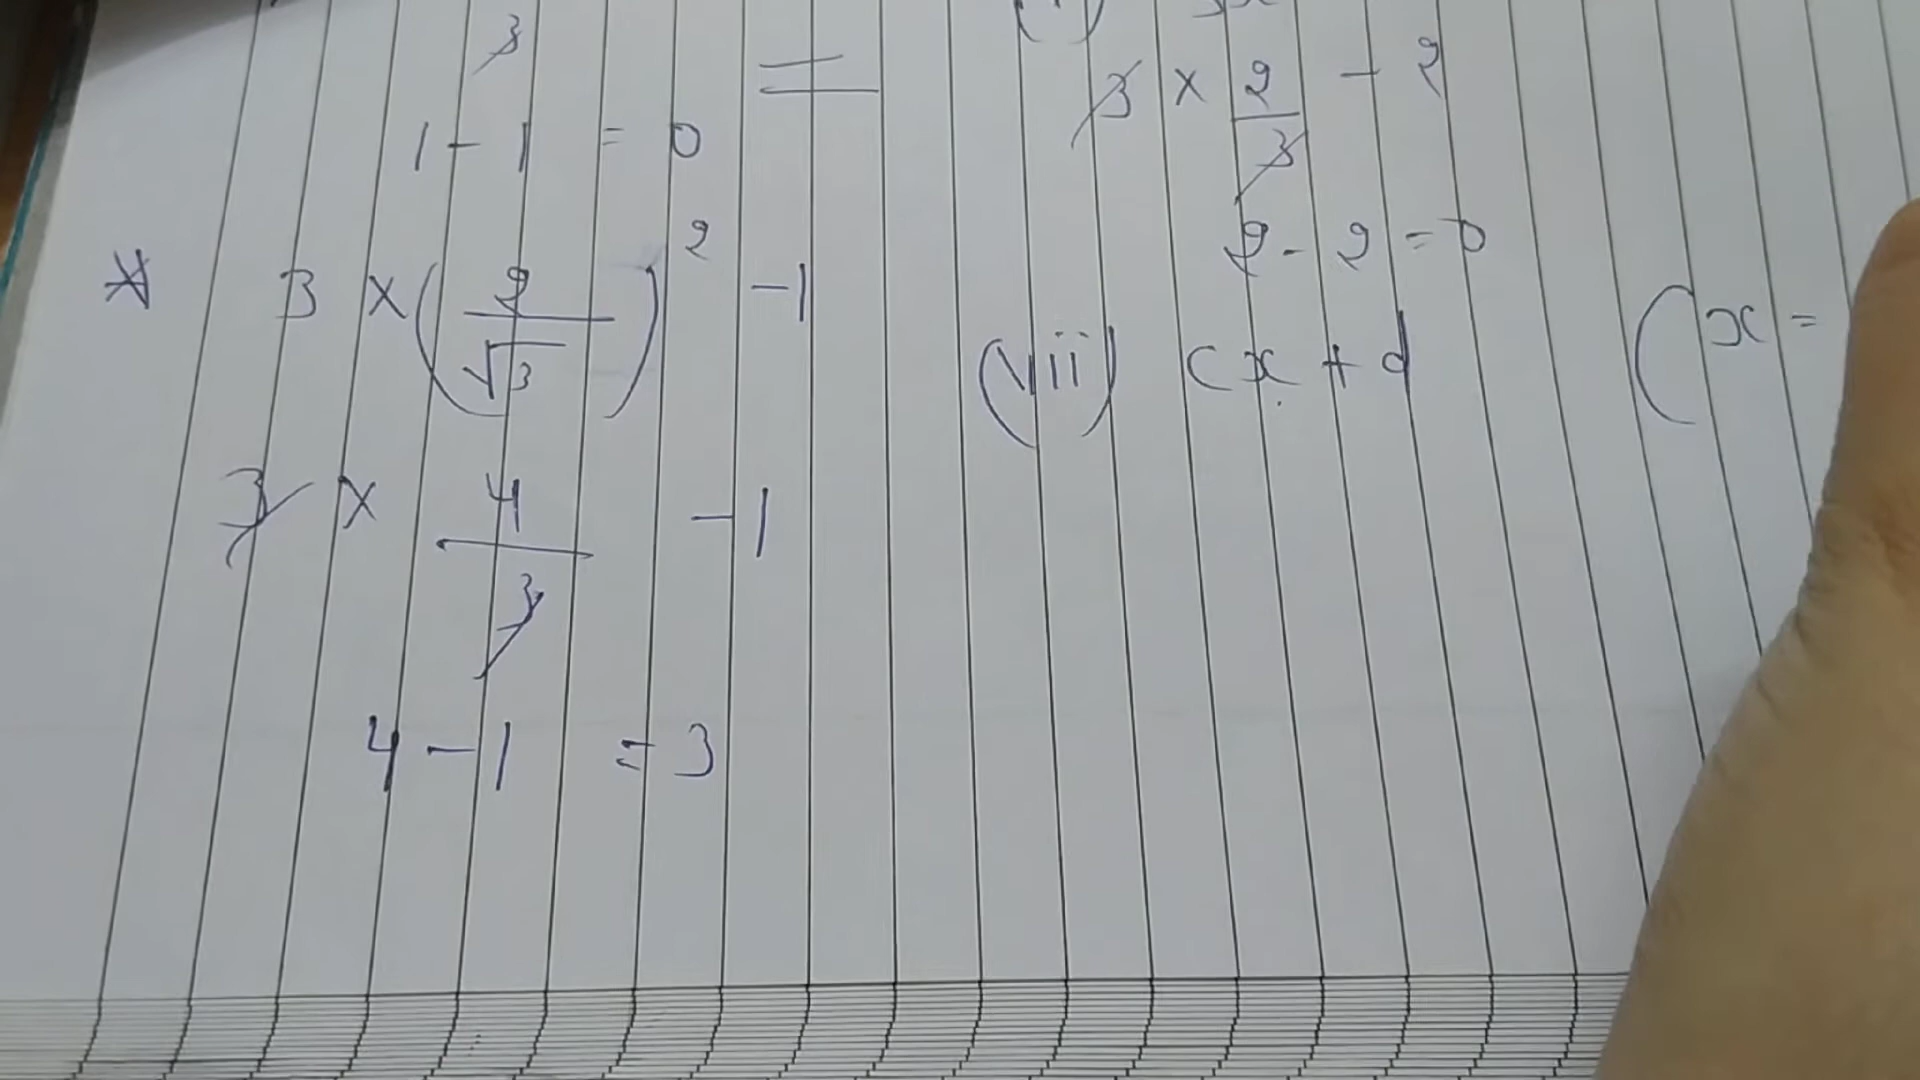 3
1 - 1 = 0
3 × (2/√3)² - 1
3 × 4/3 - 1
4 - 1 = 3
3 × 2/3 - 2
2 - 2 = 0
(vii) cx + d (x =